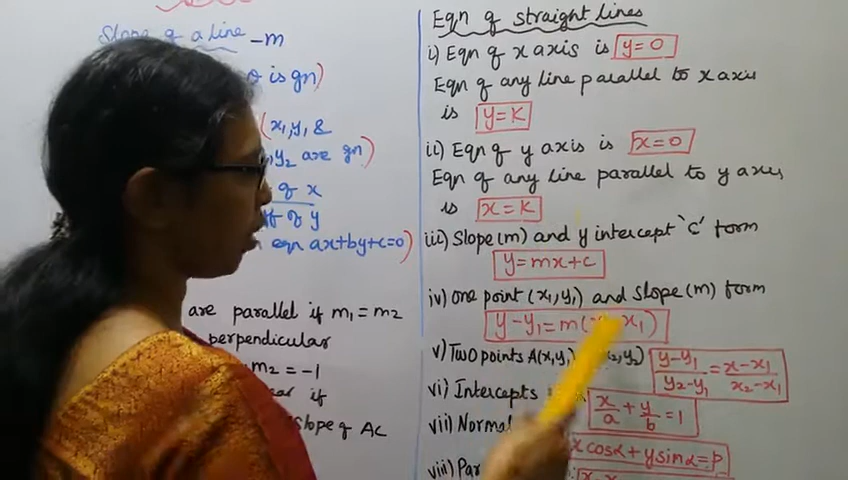 Slope of a line - m
is gn)
(x₁,y₁ &
y₂ are gn)
of x
of y
eqn ax+by+c=0)
are parallel if m₁ = m₂
perpendicular
m₂ = -1
if
slope of AC
Eqn of straight lines
i) Eqn of x axis is y=0
Eqn of any line parallel to x axis
is y=K
ii) Eqn of y axis is x=0
Eqn of any line parallel to y axis,
is x=K
iii) Slope(m) and y intercept 'c' form
y=mx+c
iv) One point (x₁,y₁) and slope(m) form
y-y₁=m( x₁)
v) Two points A(x₁y₁) x₂,y₂) y-y₁/y₂-y₁ = x-x₁/x₂-x₁
vi) Intercepts x/a + y/b = 1
vii) Normal x cosα + y sinα = P
viii) Par